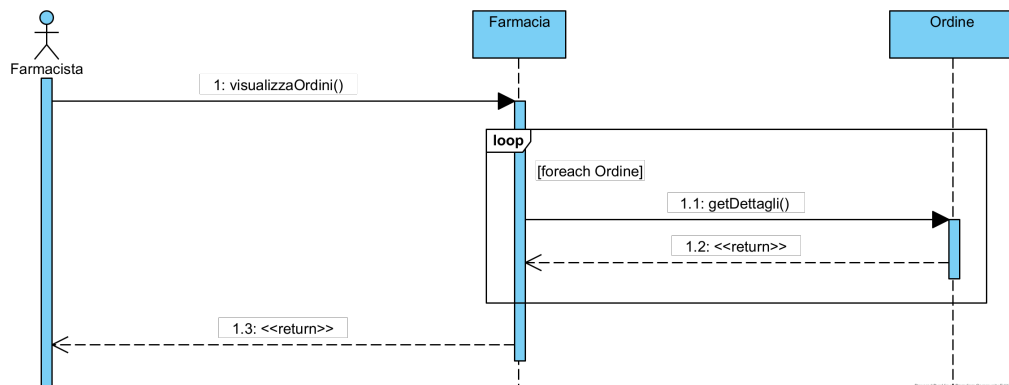 Farmacia
Ordine
Farmacista
1: visualizzaOrdini()
loop
[foreach Ordine]
1.1: getDettagli()
1.2: <<return>>
1.3: <<return>>